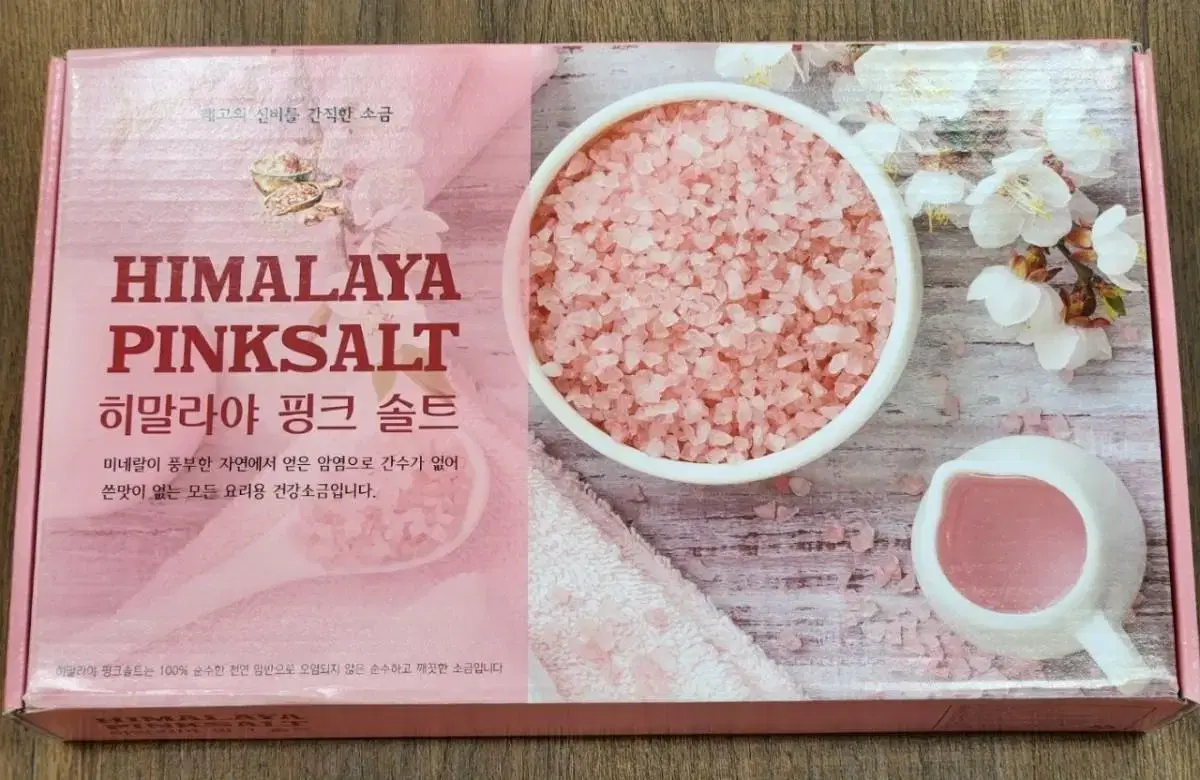 태고의 신비를 간직한 소금
HIMALAYA
PINKSALT
히말라야 핑크 솔트
미네랄이 풍부한 자연에서 얻은 암염으로 간수가 없어
쓴맛이 없는 모든 요리용 건강소금입니다.
히말라야 핑크솔트는 100% 순수한 천연 암반으로 오염되지 않은 순수하고 깨끗한 소금입니다
HIMALAYA
PINKSALT